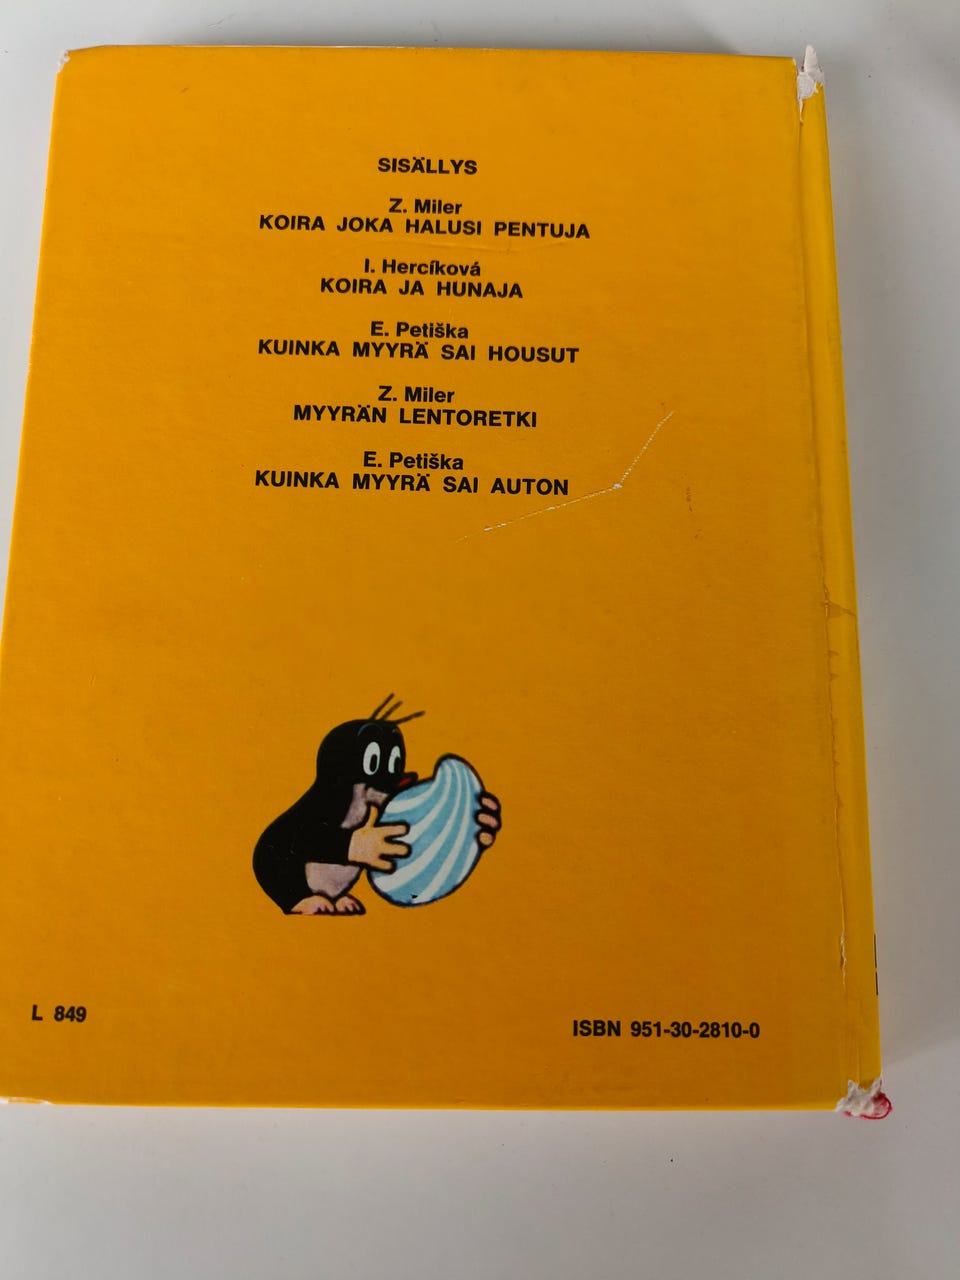 SISÄLLYS
Z. Miler
KOIRA JOKA HALUSI PENTUJA
I. Hercíková
KOIRA JA HUNAJA
E. Petiška
KUINKA MYYRÄ SAI HOUSUT
Z. Miler
MYYRÄN LENTORETKI
E. Petiška
KUINKA MYYRÄ SAI AUTON
L 849
ISBN 951-30-2810-0